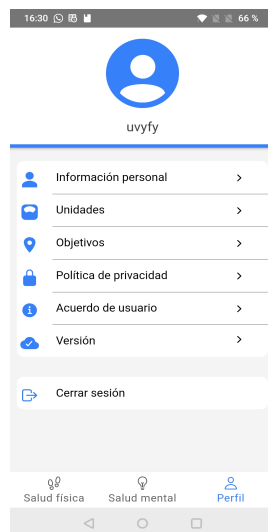 16:30 66 %
uvyfy
Información personal
Unidades
Objetivos
Política de privacidad
Acuerdo de usuario
Versión
Cerrar sesión
Salud física Salud mental Perfil